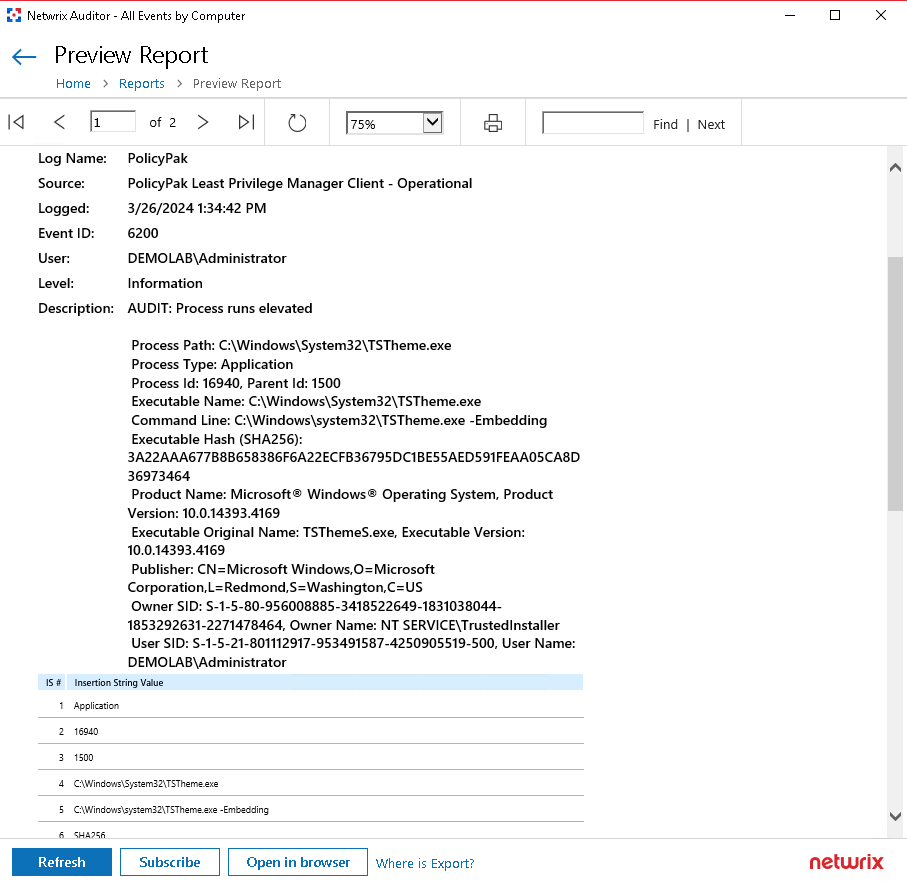 Netwrix Auditor - All Events by Computer
Preview Report
Home > Reports > Preview Report
1 of 2 75% Find | Next
Log Name: PolicyPak
Source: PolicyPak Least Privilege Manager Client - Operational
Logged: 3/26/2024 1:34:42 PM
Event ID: 6200
User: DEMOLAB\Administrator
Level: Information
Description: AUDIT: Process runs elevated
Process Path: C:\Windows\System32\TSTheme.exe
Process Type: Application
Process Id: 16940, Parent Id: 1500
Executable Name: C:\Windows\System32\TSTheme.exe
Command Line: C:\Windows\system32\TSTheme.exe -Embedding
Executable Hash (SHA256):
3A22AAA677B8B658386F6A22ECFB36795DC1BE55AED591FEAA05CA8D
36973464
Product Name: Microsoft® Windows® Operating System, Product
Version: 10.0.14393.4169
Executable Original Name: TSThemeS.exe, Executable Version:
10.0.14393.4169
Publisher: CN=Microsoft Windows,O=Microsoft
Corporation,L=Redmond,S=Washington,C=US
Owner SID: S-1-5-80-956008885-3418522649-1831038044-
1853292631-2271478464, Owner Name: NT SERVICE\TrustedInstaller
User SID: S-1-5-21-801112917-953491587-4250905519-500, User Name:
DEMOLAB\Administrator
IS # Insertion String Value
1 Application
2 16940
3 1500
4 C:\Windows\System32\TSTheme.exe
5 C:\Windows\system32\TSTheme.exe -Embedding
6 SHA256
Refresh Subscribe Open in browser Where is Export? netwrix